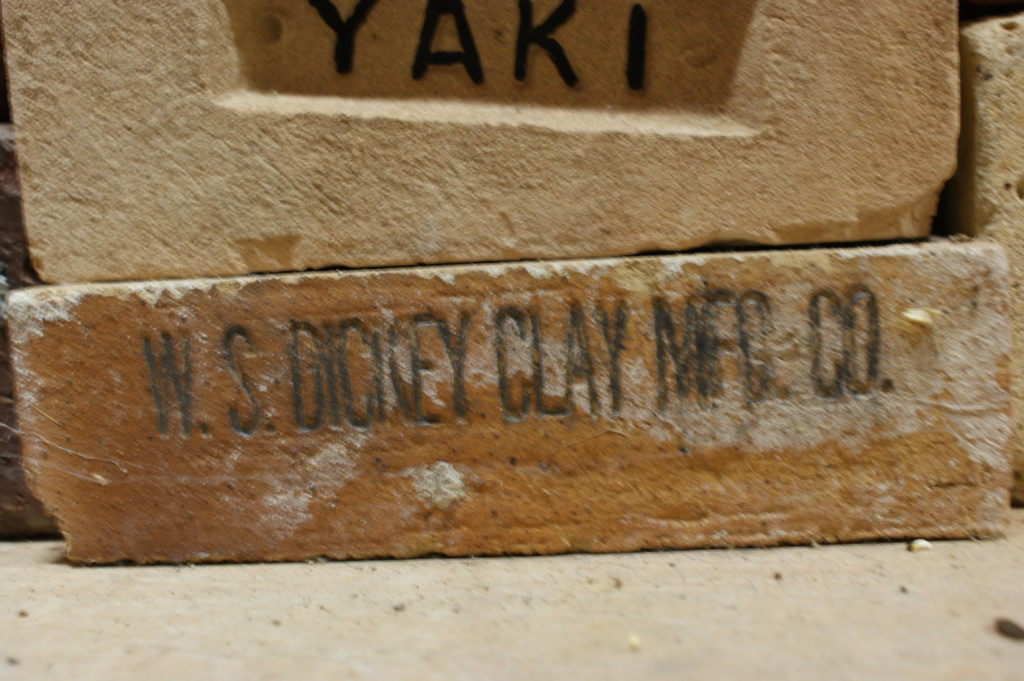 YAKI
W. S. DICKEY CLAY MFG. CO.